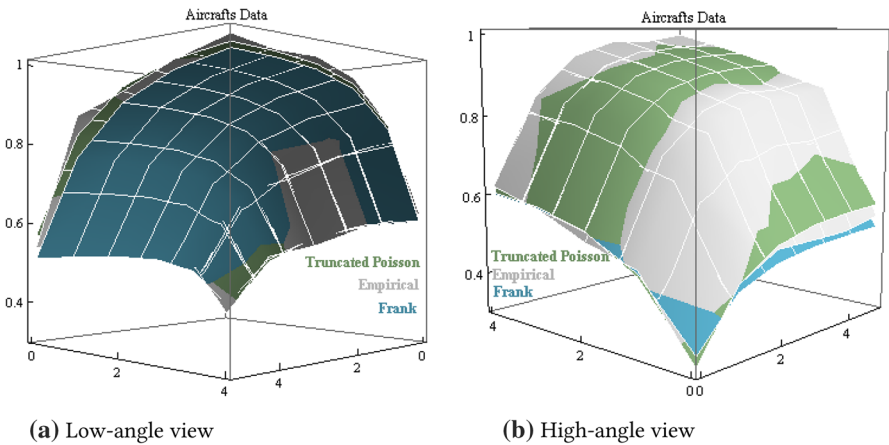 Aircrafts Data
1
0.8
0.6
0.4
0
2
4
4
2
0
Truncated Poisson
Empirical
Frank
(a) Low-angle view
Aircrafts Data
1
0.8
0.6
0.4
4
2
0
0
2
4
Truncated Poisson
Empirical
Frank
(b) High-angle view